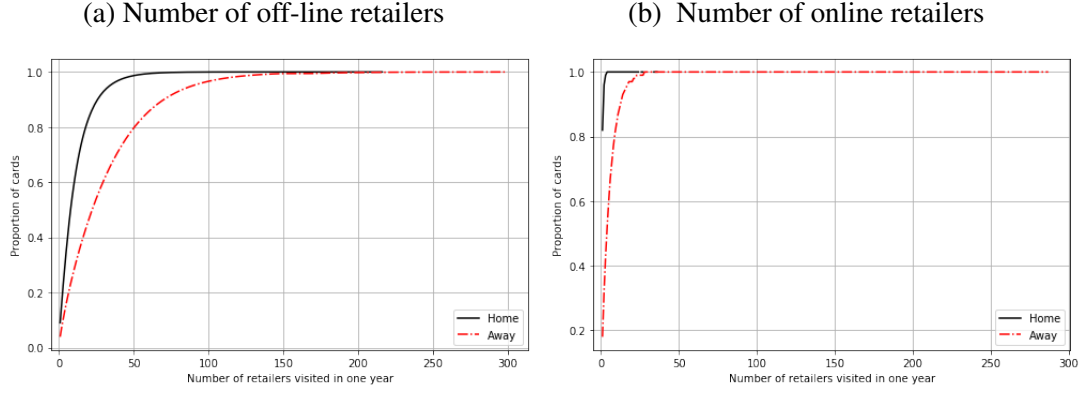 (a) Number of off-line retailers
1.0
0.8
0.6
0.4
0.2
0.0
Proportion of cards
0
50
100
150
200
250
300
Number of retailers visited in one year
Home
Away
(b) Number of online retailers
1.0
0.8
0.6
0.4
0.2
Proportion of cards
0
50
100
150
200
250
300
Number of retailers visited in one year
Home
Away